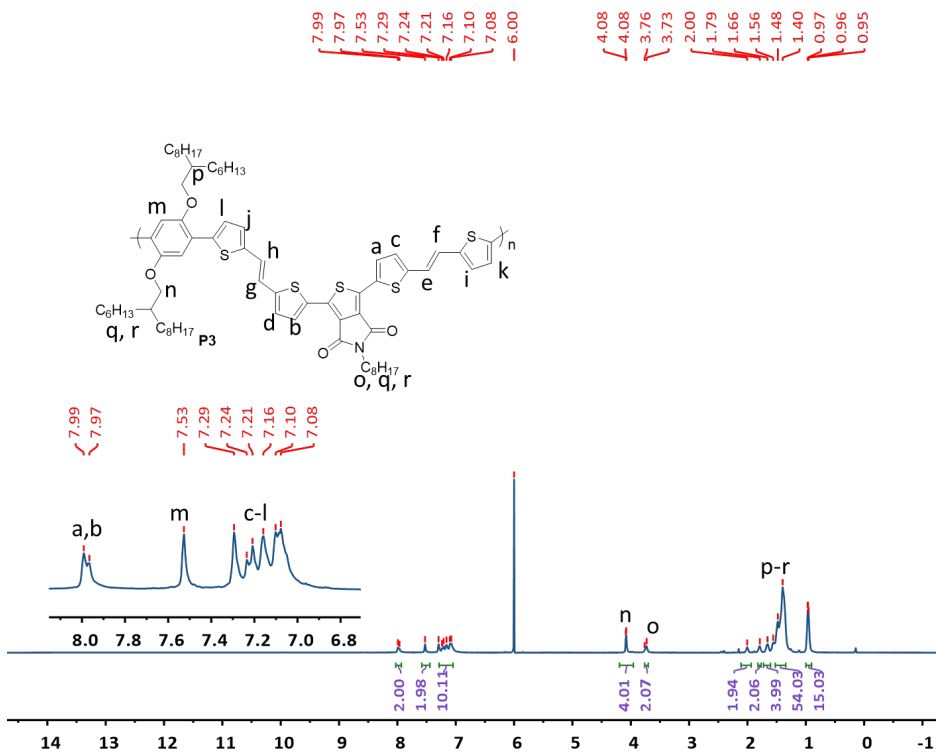 7.99 7.97 7.53 7.29 7.24 7.21 7.16 7.10 7.08 6.00 4.08 4.08 3.76 3.73 2.00 1.79 1.66 1.56 1.48 1.40 0.97 0.96 0.95
C8H17
p C6H13
O
m l j
S
h
f
S
)n
a c
g
S S
S
e i k
O
n
C6H13
d b
q, r C8H17 P3
O N O
C8H17
o, q, r
7.99 7.97 7.53 7.29 7.24 7.21 7.16 7.10 7.08
a,b m c-l
8.0 7.8 7.6 7.4 7.2 7.0 6.8
n o p-r
2.00 1.98 10.11 4.01 2.07 1.94 2.06 3.99 54.03 15.03
14 13 12 11 10 9 8 7 6 5 4 3 2 1 0 -1